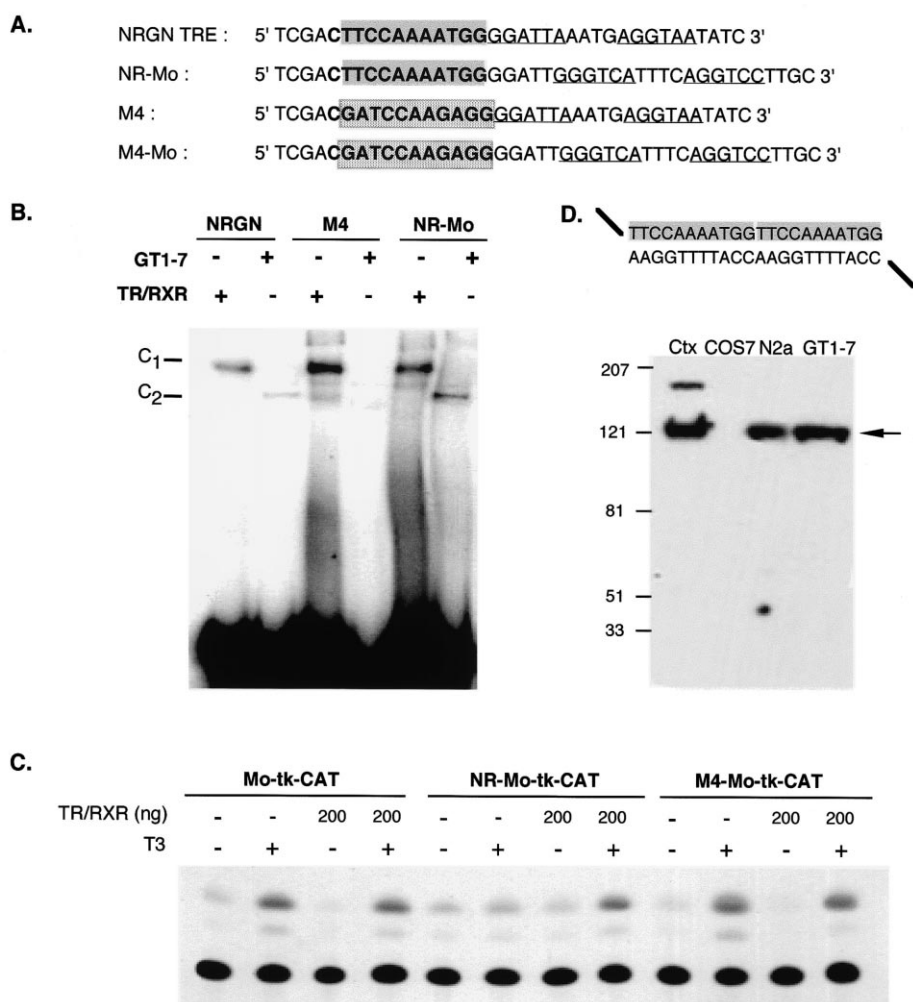 A.
NRGN TRE : 5' TCGACTTCCAAAATGGGGATTAAATGAGGTAATATC 3'
NR-Mo : 5' TCGACTTCCAAAATGGGGATTGGGTCATTTCAGGTCCTTGC 3'
M4 : 5' TCGACGATCCAAGAGGGGATTAAATGAGGTAATATC 3'
M4-Mo : 5' TCGACGATCCAAGAGGGGATTGGGTCATTTCAGGTCCTTGC 3'
B.
NRGN M4 NR-Mo
GT1-7 - + - + - +
TR/RXR + - + - + -
C1
C2
D.
TTCCAAAATGGTTCCAAAATGG
AAGGTTTTACCAAGGTTTTACC
Ctx COS7 N2a GT1-7
207
121
81
51
33
C.
Mo-tk-CAT NR-Mo-tk-CAT M4-Mo-tk-CAT
TR/RXR (ng) - - 200 200 - - 200 200 - - 200 200
T3 - + - + - + - + - + - +